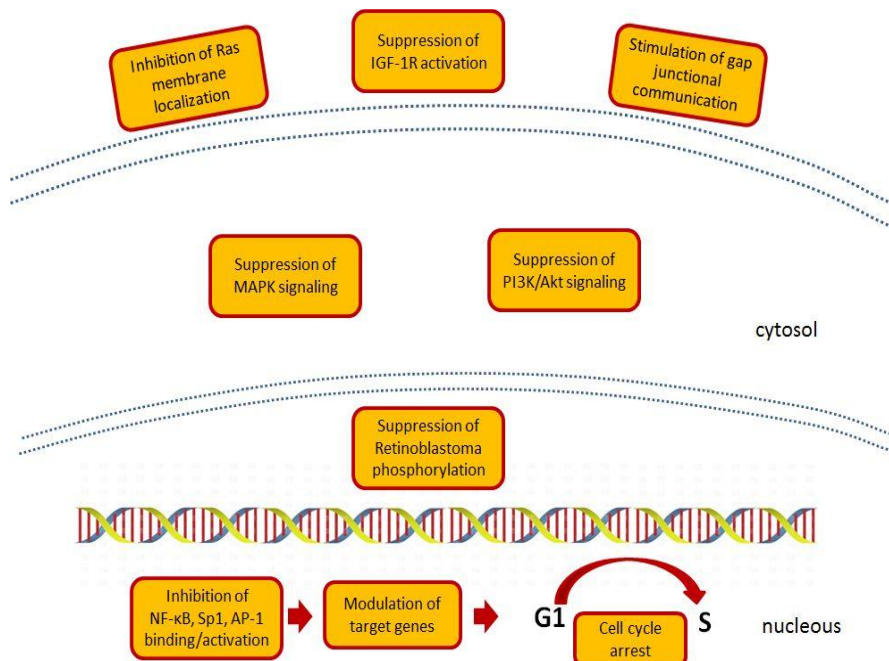 Inhibition of Ras
membrane
localization
Suppression of
IGF-1R activation
Stimulation of gap
junctional
communication
Suppression of
MAPK signaling
Suppression of
PI3K/Akt signaling
cytosol
Suppression of
Retinoblastoma
phosphorylation
Inhibition of
NF-κB, Sp1, AP-1
binding/activation
Modulation of
target genes
G1
S
Cell cycle
arrest
nucleous